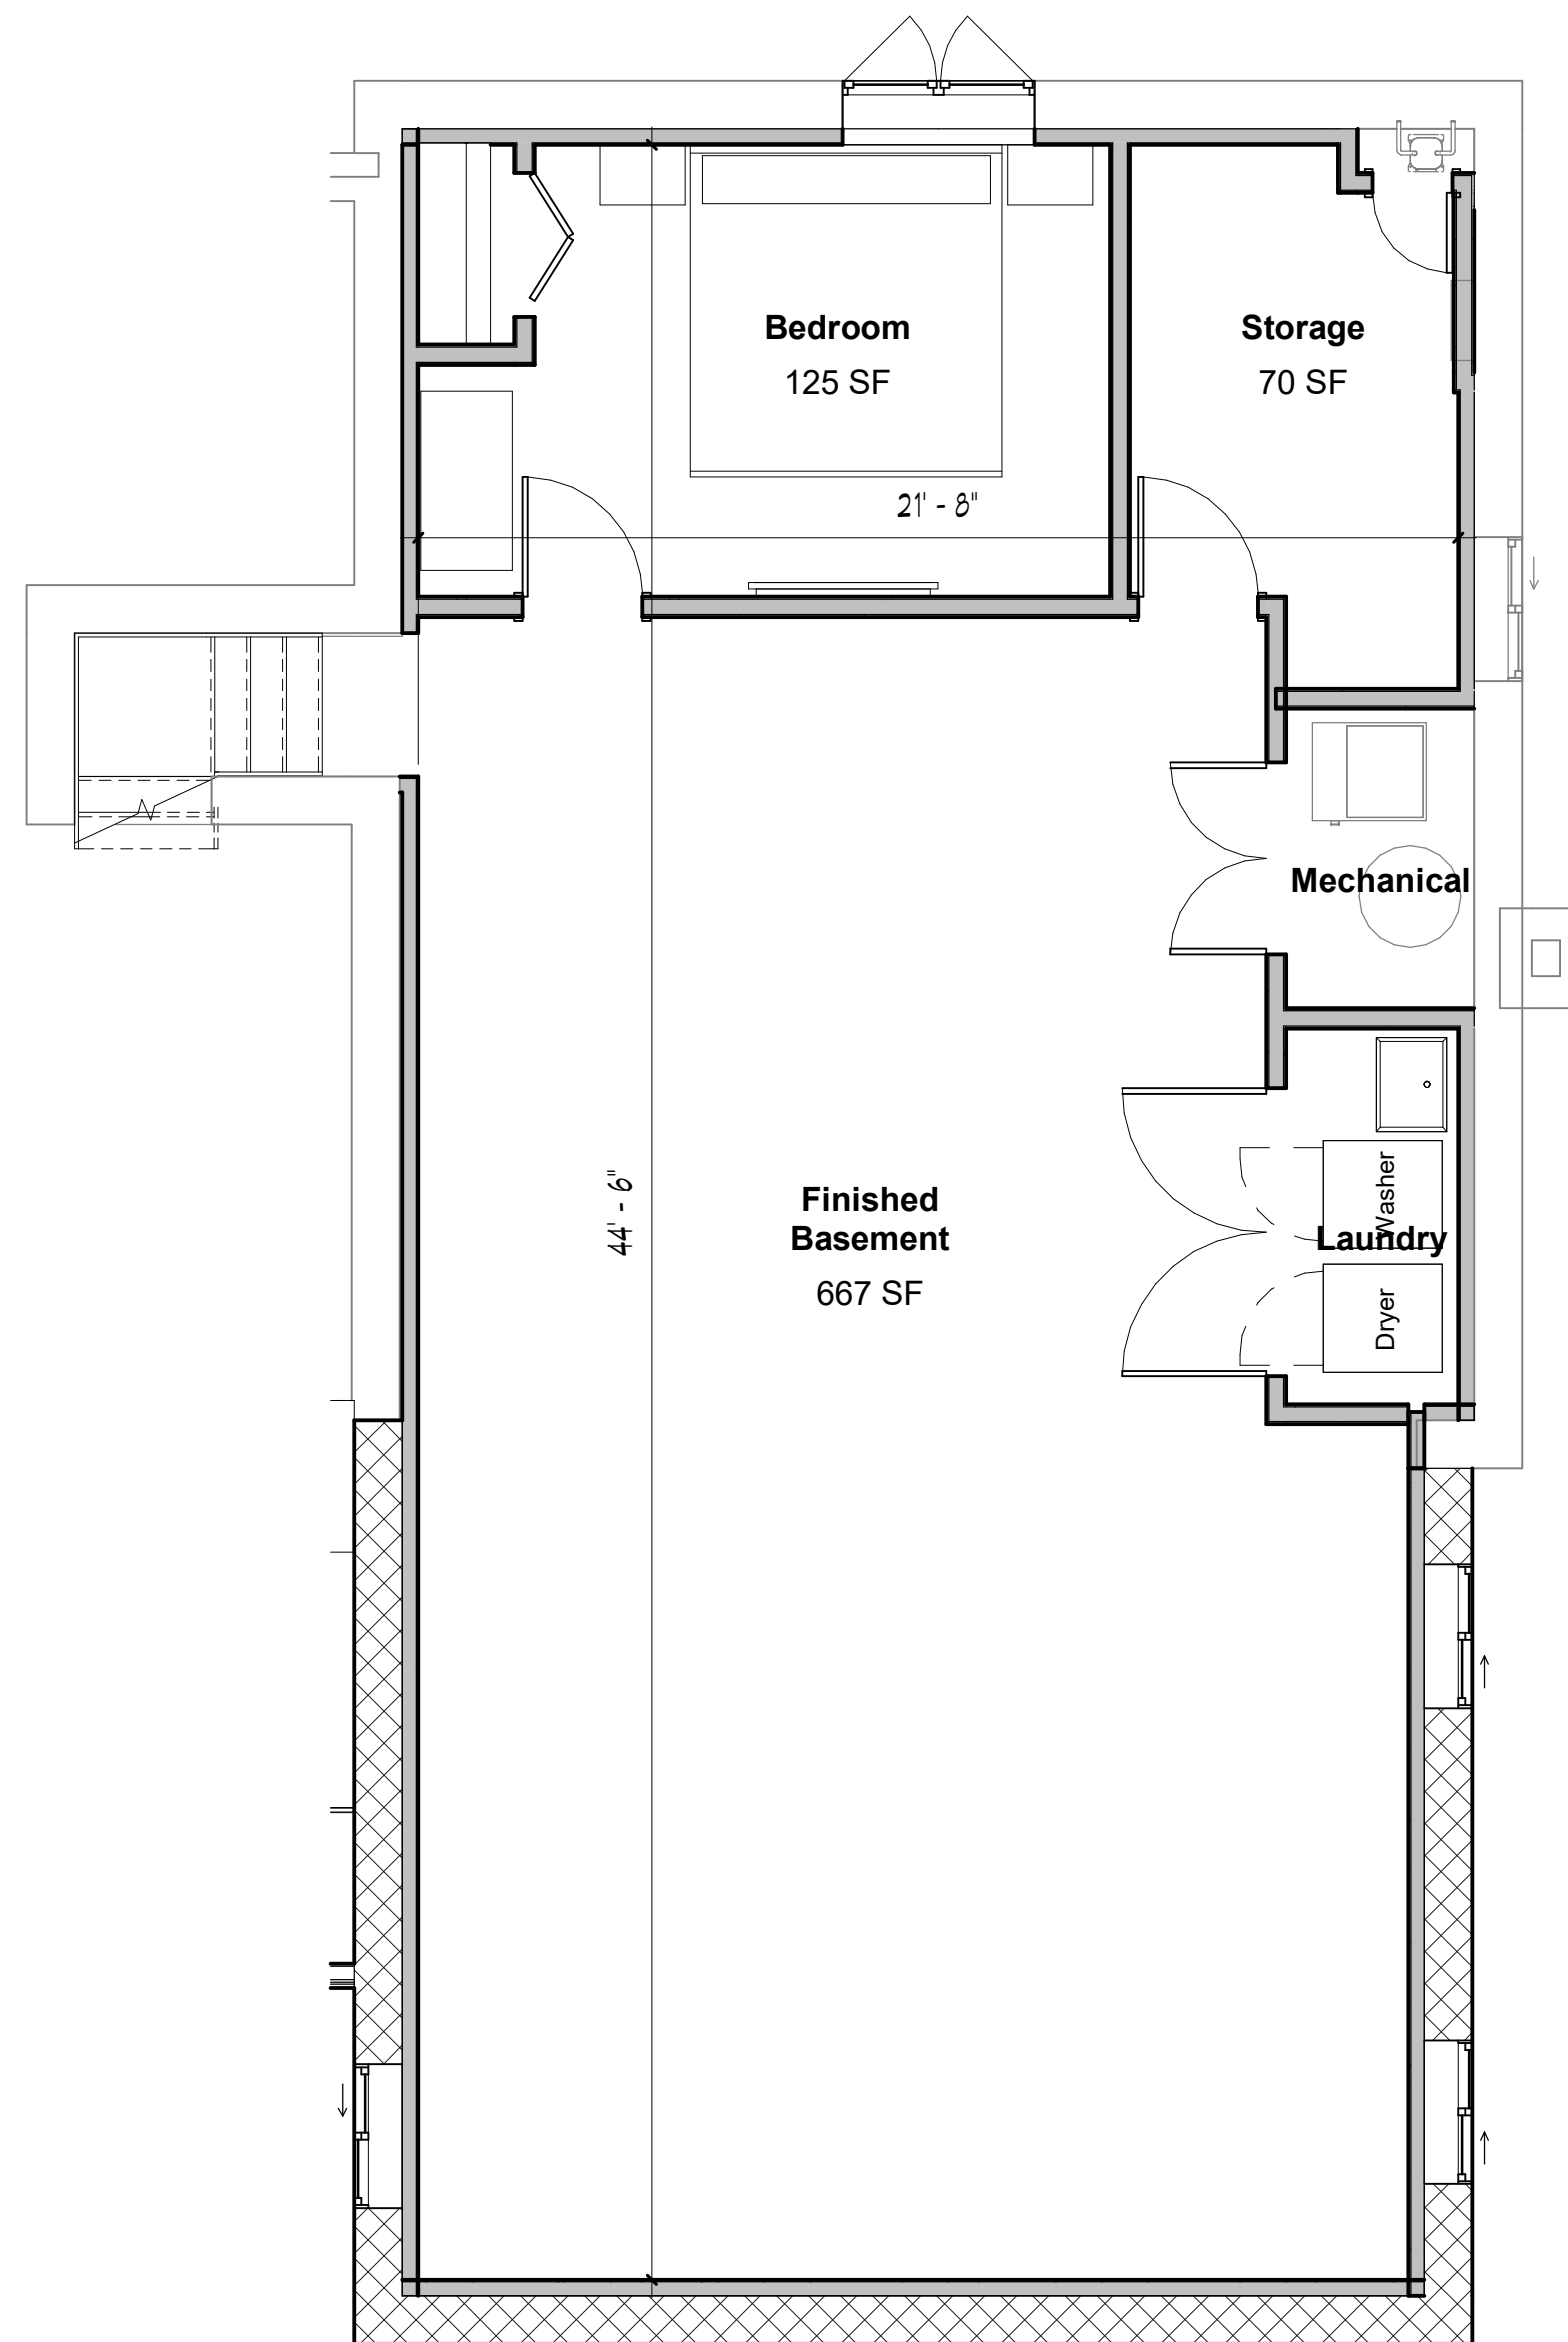 Bedroom
125 SF
Storage
70 SF
21' - 8"
Mechanical
44' - 6"
Finished
Basement
667 SF
Washer
Laundry
Dryer